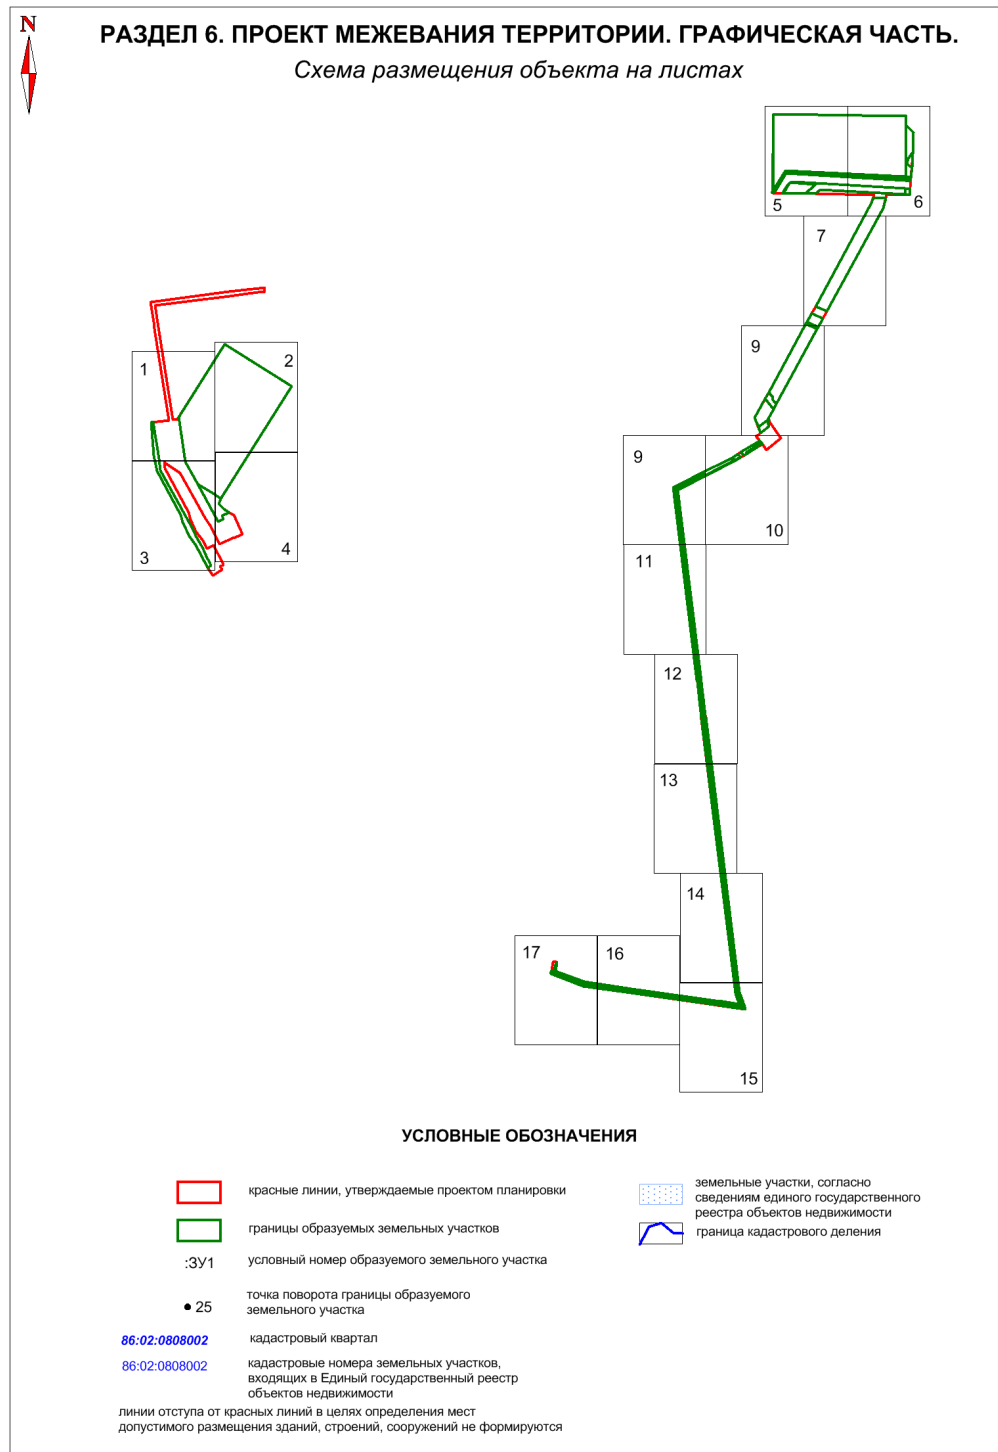 N
РАЗДЕЛ 6. ПРОЕКТ МЕЖЕВАНИЯ ТЕРРИТОРИИ. ГРАФИЧЕСКАЯ ЧАСТЬ.
Схема размещения объекта на листах
5
6
7
9
1
2
3
4
9
10
11
12
13
14
17
16
15
УСЛОВНЫЕ ОБОЗНАЧЕНИЯ
красные линии, утверждаемые проектом планировки
границы образуемых земельных участков
:ЗУ1
условный номер образуемого земельного участка
25
точка поворота границы образуемого
земельного участка
86:02:0808002
кадастровый квартал
86:02:0808002
кадастровые номера земельных участков,
входящих в Единый государственный реестр
объектов недвижимости
линии отступа от красных линий в целях определения мест
допустимого размещения зданий, строений, сооружений не формируются
земельные участки, согласно
сведениям единого государственного
реестра объектов недвижимости
граница кадастрового деления